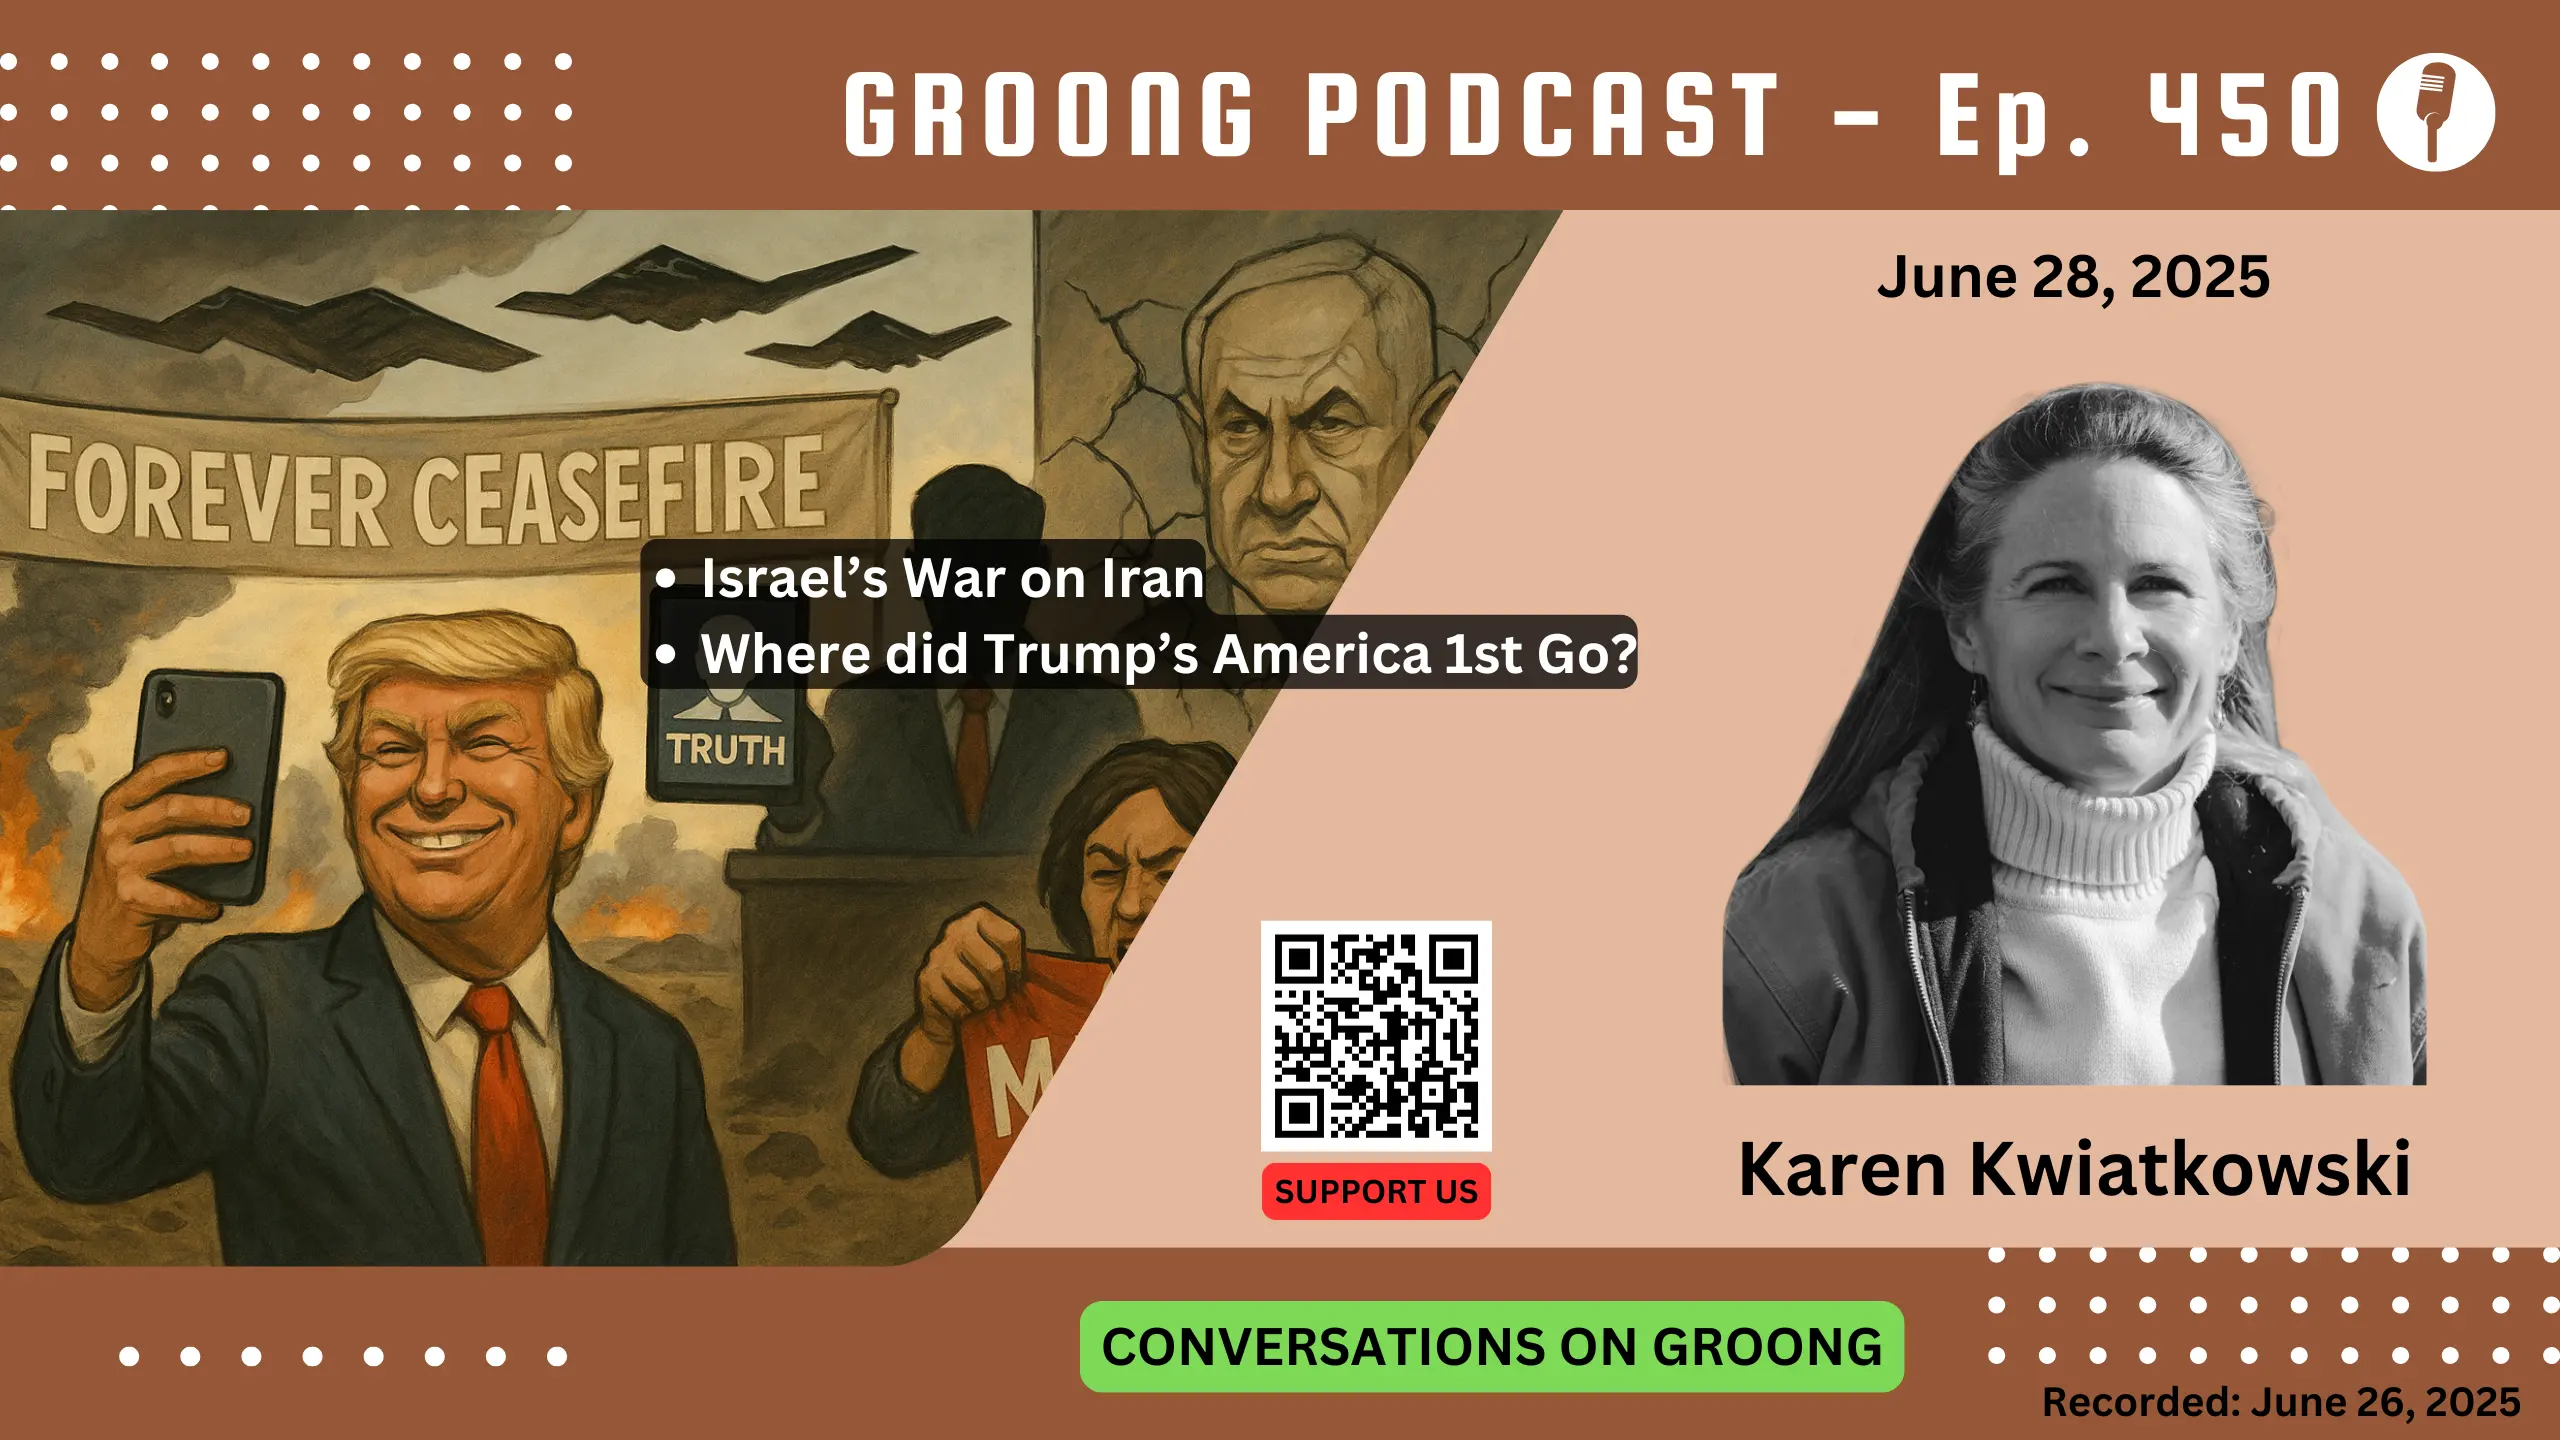 GROONG PODCAST - Ep. 450
June 28, 2025
FOREVER CEASEFIRE
• Israel's War on Iran
• Where did Trump's America 1st Go?
TRUTH
M
SUPPORT US
Karen Kwiatkowski
CONVERSATIONS ON GROONG
Recorded: June 26, 2025